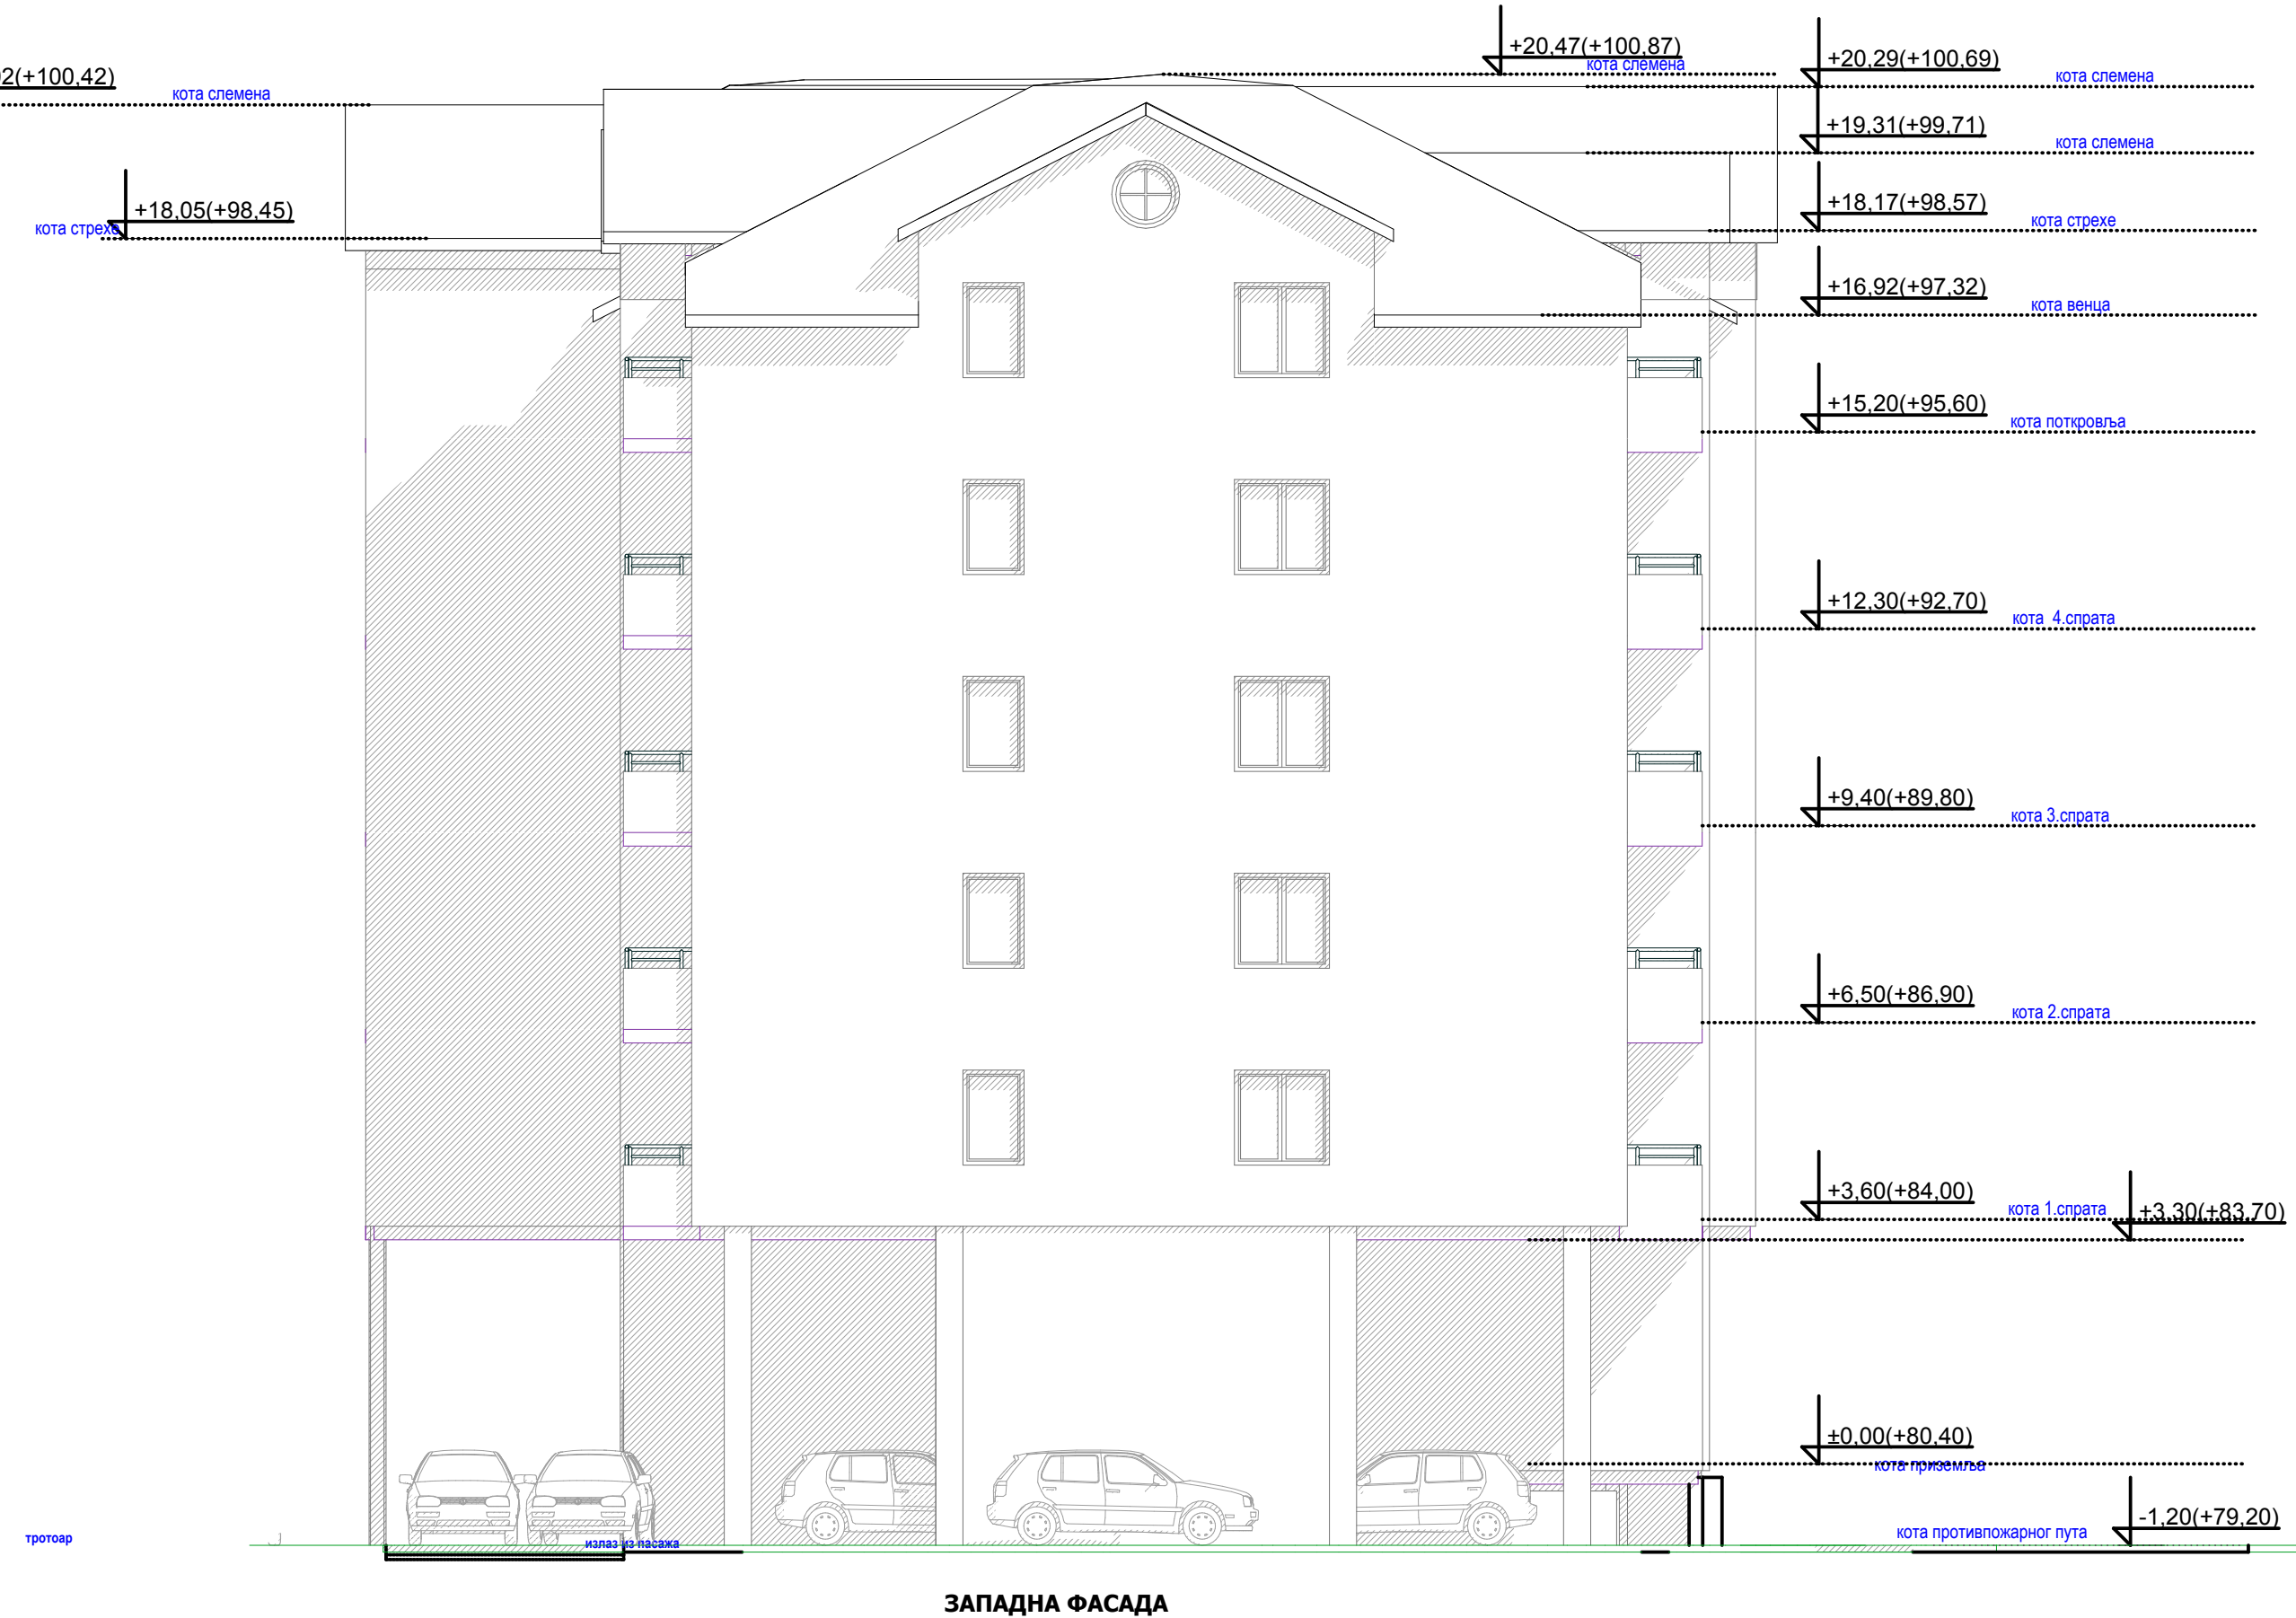 +20,47(+100,87)
кота слемена
+20,29(+100,69)
кота слемена
2(+100,42)
кота слемена
+19,31(+99,71)
кота слемена
+18,05(+98,45)
кота стрехе
+18,17(+98,57)
кота стрехе
+16,92(+97,32)
кота венца
+15,20(+95,60)
кота поткровља
+12,30(+92,70)
кота 4.спрата
+9,40(+89,80)
кота 3.спрата
+6,50(+86,90)
кота 2.спрата
+3,60(+84,00)
кота 1.спрата
+3,30(+83,70)
±0,00(+80,40)
кота приземља
-1,20(+79,20)
кота противпожарног пута
тротоар
излаз из пасажа
ЗАПАДНА ФАСАДА